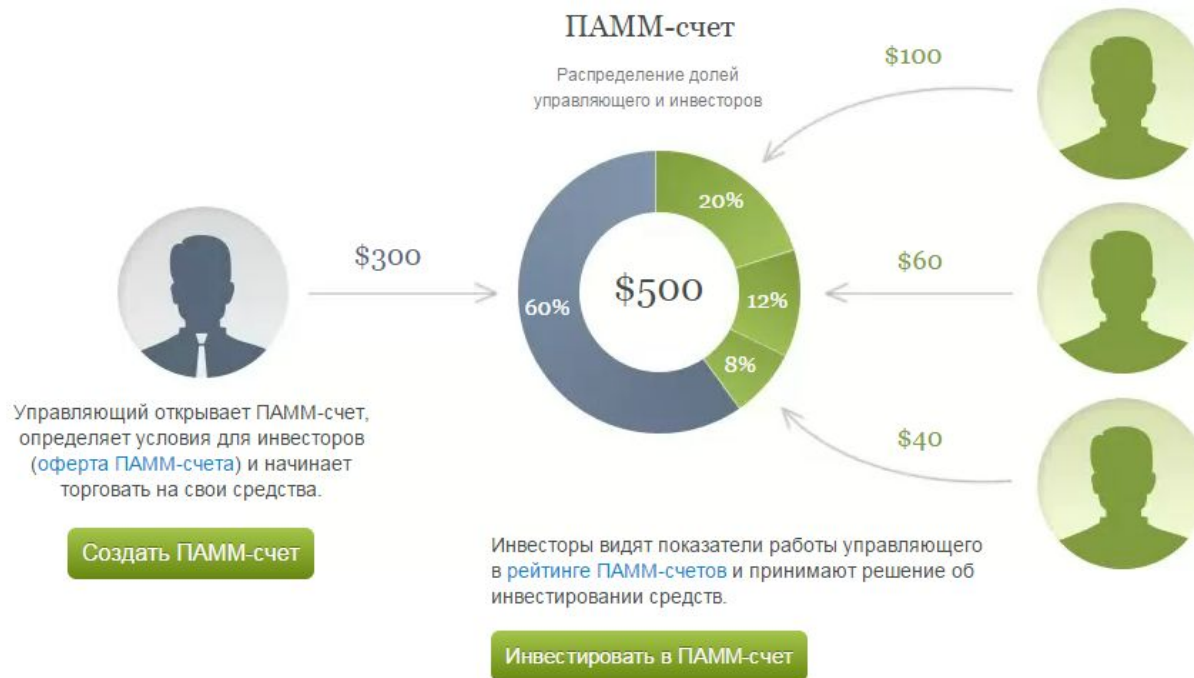 ПАММ-счет
Распределение долей
управляющего и инвесторов
$100
20%
$300
60%
$500
12%
$60
8%
$40
Управляющий открывает ПАММ-счет,
определяет условия для инвесторов
(оферта ПАММ-счета) и начинает
торговать на свои средства.
Создать ПАММ-счет
Инвесторы видят показатели работы управляющего
в рейтинге ПАММ-счетов и принимают решение об
инвестировании средств.
Инвестировать в ПАММ-счет